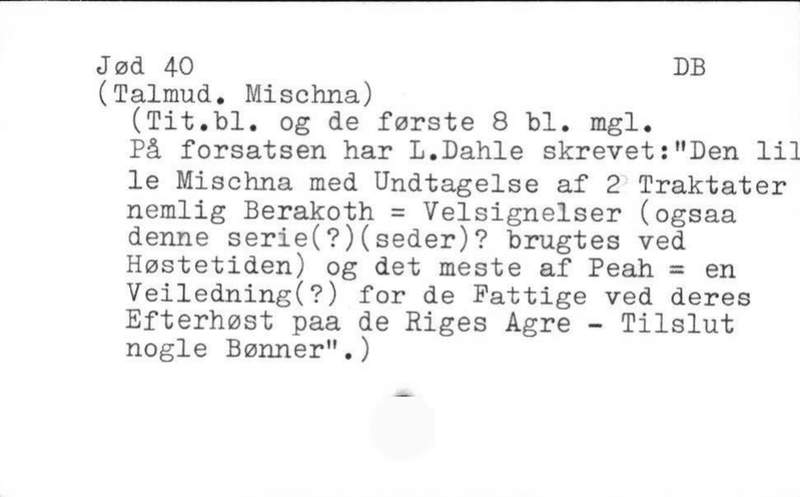 Jød 40 DB
(Talmud. Mischna)
(Tit.bl. og de første 8 bl. mgl.
På forsatsen har L.Dahle skrevet:"Den lil
le Mischna med Undtagelse af 2 Traktater
nemlig Berakoth = Velsignelser (ogsaa
denne serie(?)(seder)? brugtes ved
Høstetiden) og det meste af Peah = en
Veiledning(?) for de Fattige ved deres
Efterhøst paa de Riges Agre - Tilslut
nogle Bønner".)